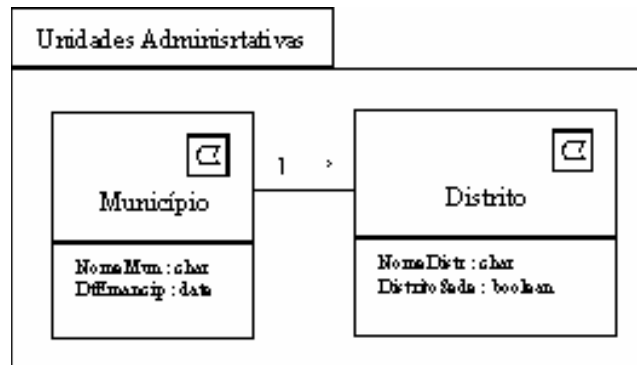 Unidades Adminisrtativas
1
Município
Distrito
NomeMun : char
DtEmancip : data
NomeDistr : char
DistritoSede : boolean